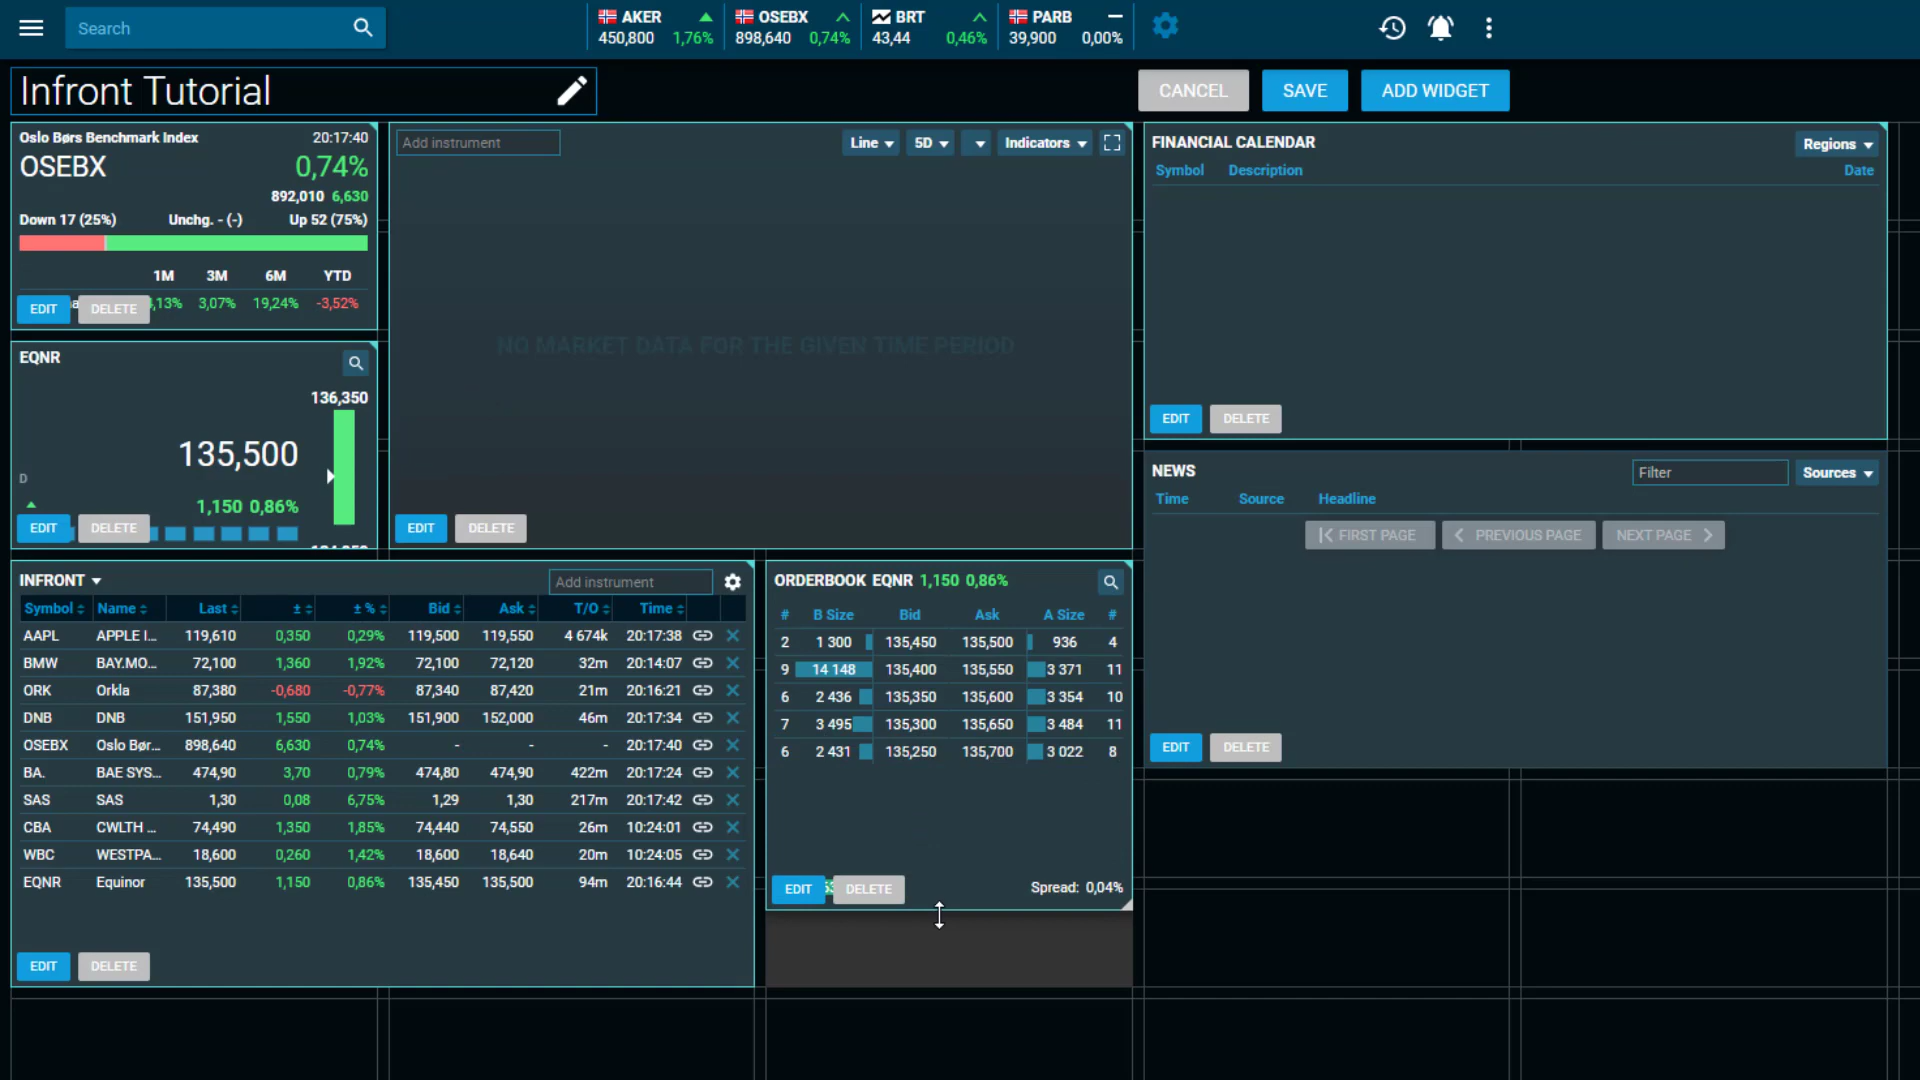 Search
AKER
450,800 1,76%
OSEBX
898,640 0,74%
BRT
43,44 0,46%
PARB
39,900 0,00%
Infront Tutorial
CANCEL SAVE ADD WIDGET
Oslo Børs Benchmark Index 20:17:40
OSEBX 0,74%
892,010 6,630
Down 17 (25%) Unchg. - (-) Up 52 (75%)
1M 3M 6M YTD
,13% 3,07% 19,24% -3,52%
EDIT DELETE
EQNR
136,350
135,500
D
1,150 0,86%
EDIT DELETE
Add instrument Line 5D Indicators
NO MARKET DATA FOR THE GIVEN TIME PERIOD
EDIT DELETE
FINANCIAL CALENDAR Regions
Symbol Description Date
EDIT DELETE
NEWS Filter Sources
Time Source Headline
FIRST PAGE PREVIOUS PAGE NEXT PAGE
EDIT DELETE
INFRONT Add instrument
Symbol Name Last ± ± % Bid Ask T/O Time
AAPL APPLE I... 119,610 0,350 0,29% 119,500 119,550 4 674k 20:17:38
BMW BAY.MO... 72,100 1,360 1,92% 72,100 72,120 32m 20:14:07
ORK Orkla 87,380 -0,680 -0,77% 87,340 87,420 21m 20:16:21
DNB DNB 151,950 1,550 1,03% 151,900 152,000 46m 20:17:34
OSEBX Oslo Bør... 898,640 6,630 0,74% - - - 20:17:40
BA. BAE SYS... 474,90 3,70 0,79% 474,80 474,90 422m 20:17:24
SAS SAS 1,30 0,08 6,75% 1,29 1,30 217m 20:17:42
CBA CWLTH ... 74,490 1,350 1,85% 74,440 74,550 26m 10:24:01
WBC WESTPA... 18,600 0,260 1,42% 18,600 18,640 20m 10:24:05
EQNR Equinor 135,500 1,150 0,86% 135,450 135,500 94m 20:16:44
EDIT DELETE
ORDERBOOK EQNR 1,150 0,86%
# B Size Bid Ask A Size #
2 1 300 135,450 135,500 936 4
9 14 148 135,400 135,550 3 371 11
6 2 436 135,350 135,600 3 354 10
7 3 495 135,300 135,650 3 484 11
6 2 431 135,250 135,700 3 022 8
EDIT DELETE Spread: 0,04%